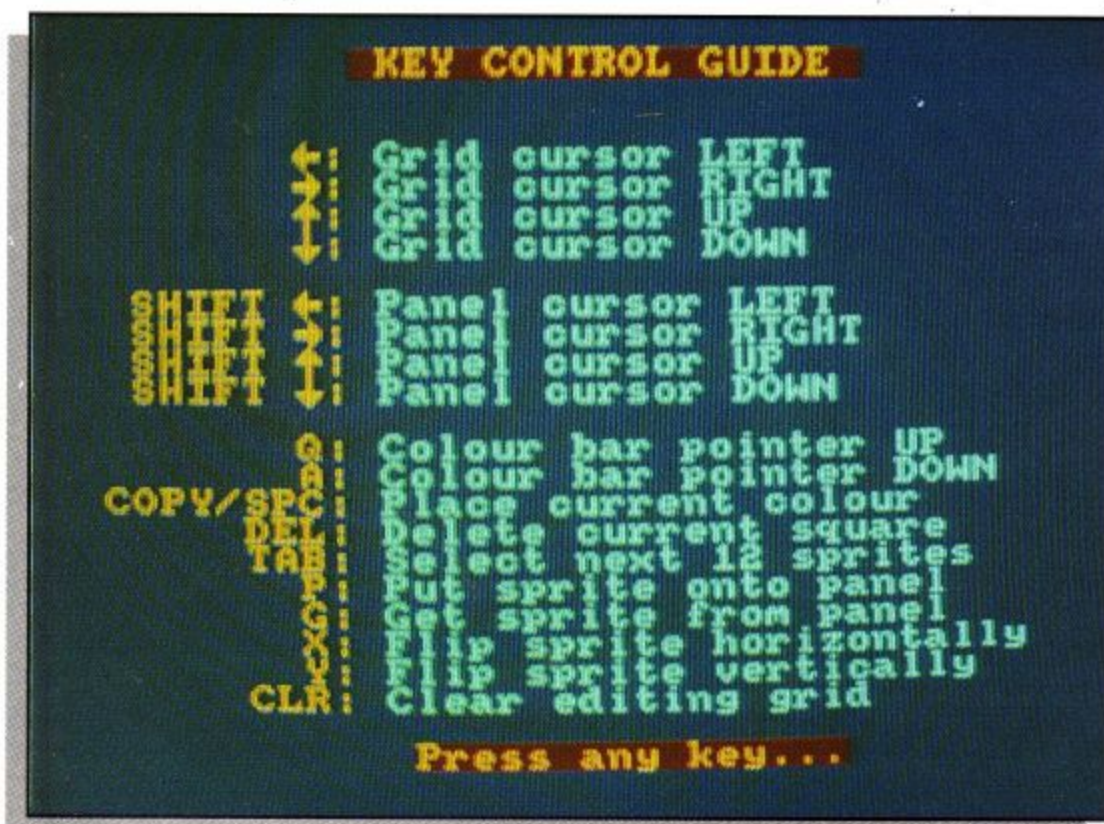 KEY CONTROL GUIDE
←: Grid cursor LEFT
→: Grid cursor RIGHT
↑: Grid cursor UP
↓: Grid cursor DOWN
SHIFT ←: Panel cursor LEFT
SHIFT →: Panel cursor RIGHT
SHIFT ↑: Panel cursor UP
SHIFT ↓: Panel cursor DOWN
Q: Colour bar pointer UP
A: Colour bar pointer DOWN
COPY/SPC: Place current colour
DEL: Delete current square
TAB: Select next 12 sprites
P: Put sprite onto panel
G: Get sprite from panel
X: Flip sprite horizontally
Y: Flip sprite vertically
CLR: Clear editing grid
Press any key...